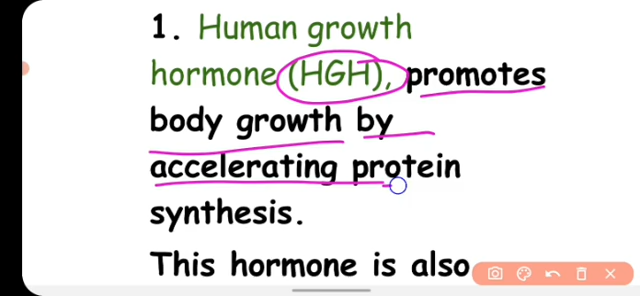 1. Human growth
hormone (HGH), promotes
body growth by
accelerating protein
synthesis.
This hormone is also